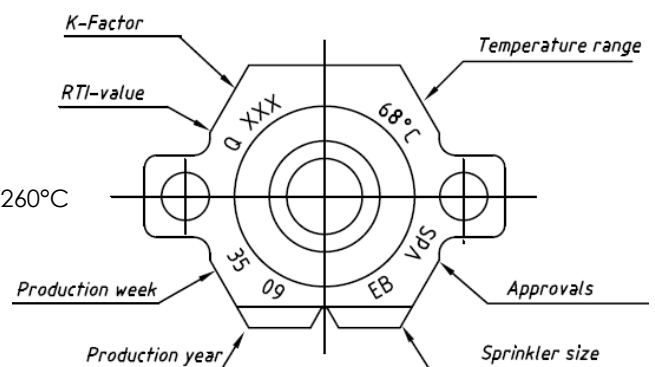 K-Factor
Temperature range
RTI-value
Q XXX
68°C
260°C
35
09
EB
VdS
Production week
Approvals
Production year
Sprinkler size